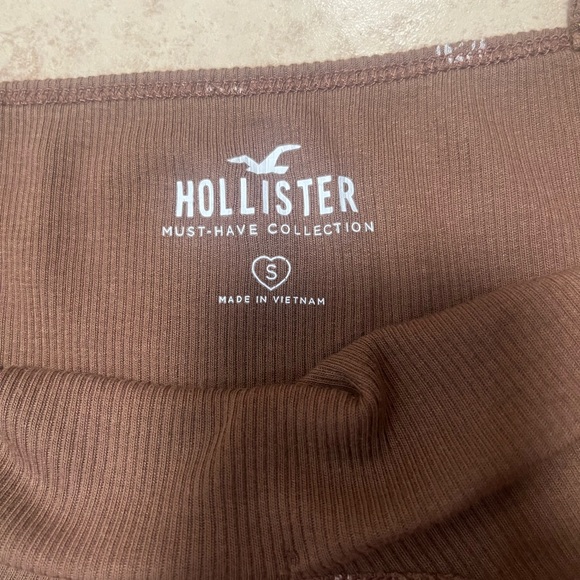 HOLLISTER
MUST-HAVE COLLECTION
S
MADE IN VIETNAM